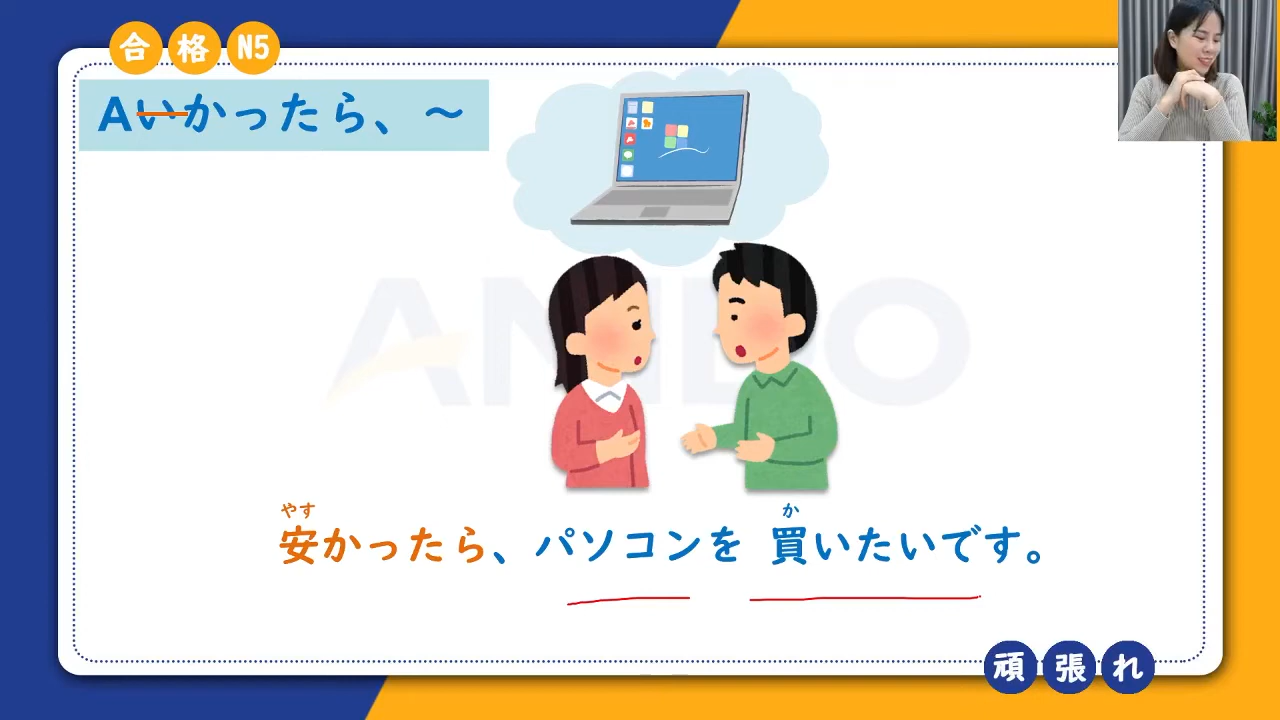 合格N5
Aいかったら、～
ANDO
やす か
安かったら、パソコンを 買いたいです。
頑張れ